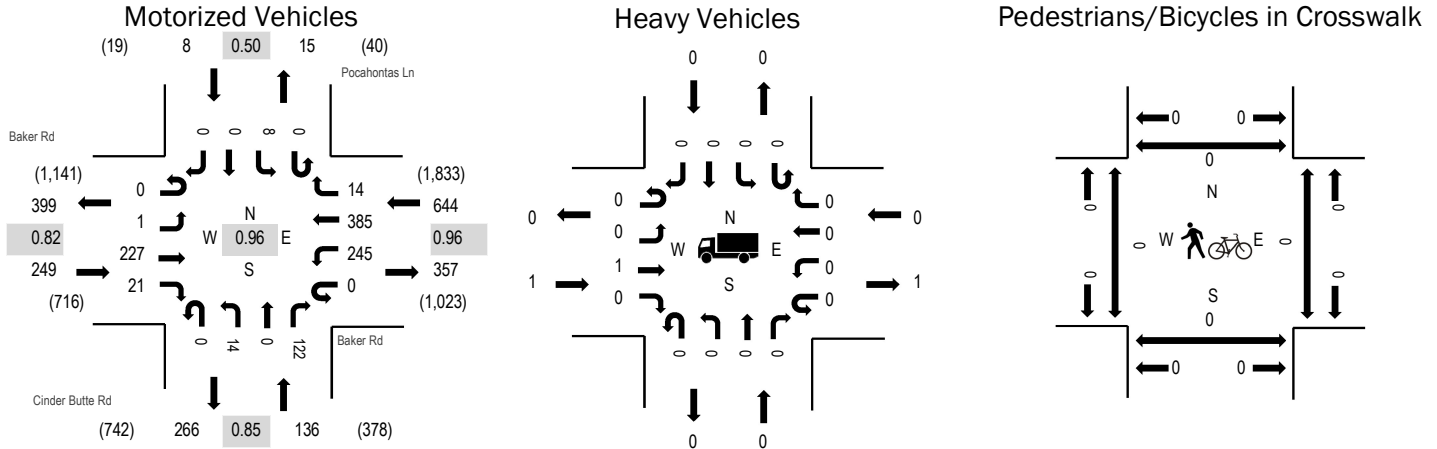 Motorized Vehicles
(19) 8 0.50 15 (40)
Pocahontas Ln
0 0 8 0
Baker Rd
(1,141) 0 14 (1,833)
399 1 N 385 644
0.82 W 0.96 E 0.96
249 227 S 245 357
(716) 21 0 (1,023)
0 14 0 122
Baker Rd
Cinder Butte Rd
(742) 266 0.85 136 (378)
Heavy Vehicles
0 0
0 0 0 0
0 0
0 0 N 0 0
W E
1 1 S 0 1
0 0
0 0 0 0
0 0
Pedestrians/Bicycles in Crosswalk
0 0
0
0 N 0
0 W E 0
0 S 0
0
0 0